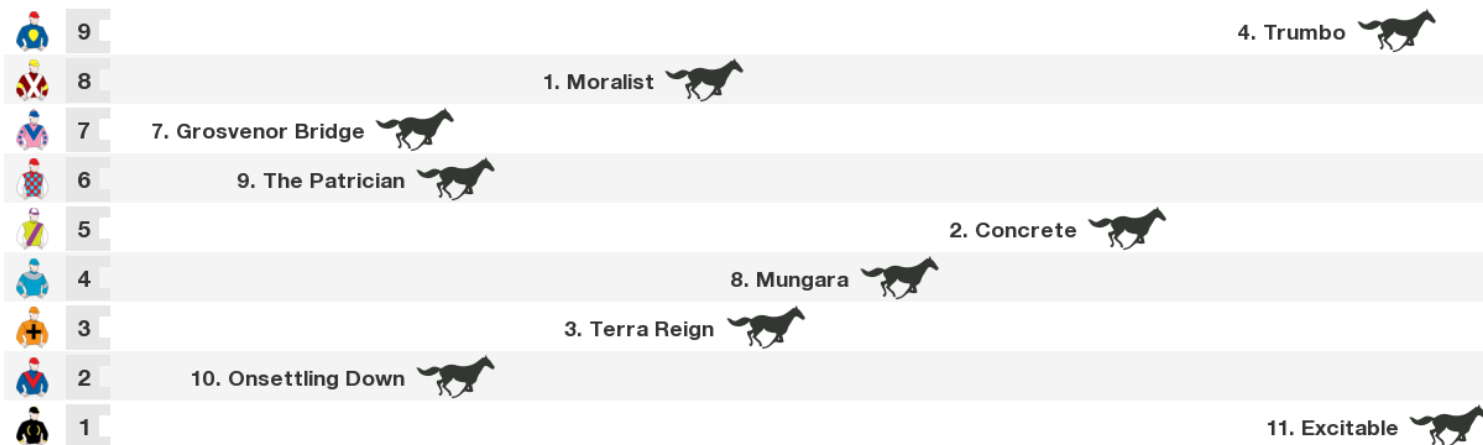 9 4. Trumbo
8 1. Moralist
7 7. Grosvenor Bridge
6 9. The Patrician
5 2. Concrete
4 8. Mungara
3 3. Terra Reign
2 10. Onsettling Down
1 11. Excitable